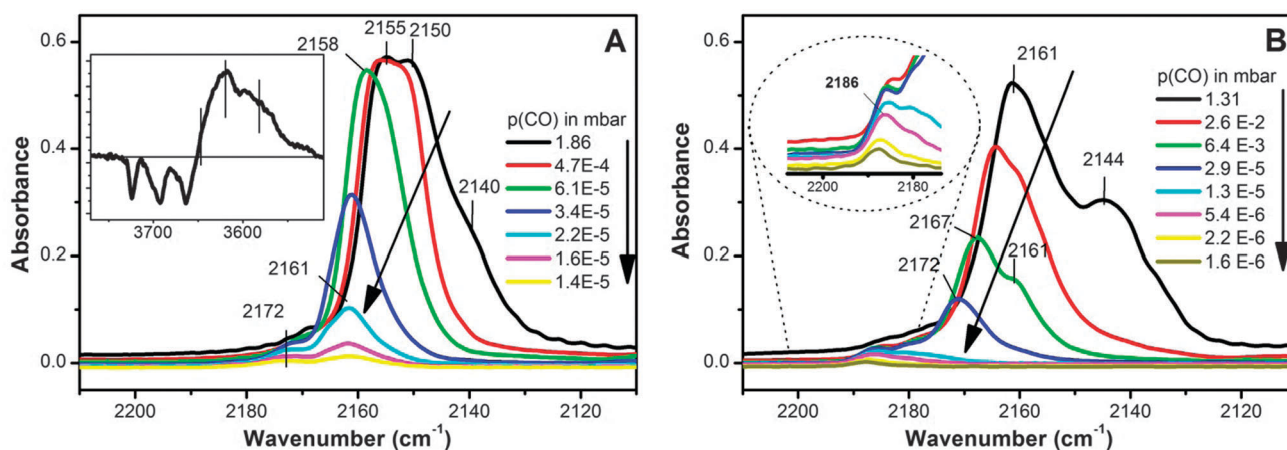 A
0.6
0.4
0.2
0.0
Absorbance
2158
2155
2150
2140
2161
2172
3700
3600
p(CO) in mbar
1.86
4.7E-4
6.1E-5
3.4E-5
2.2E-5
1.6E-5
1.4E-5
2200
2180
2160
2140
2120
Wavenumber (cm-1)
B
0.6
0.4
0.2
0.0
Absorbance
2161
2144
2167
2161
2172
2186
2200
2180
p(CO) in mbar
1.31
2.6 E-2
6.4 E-3
2.9 E-5
1.3 E-5
5.4 E-6
2.2 E-6
1.6 E-6
2200
2180
2160
2140
2120
Wavenumber (cm-1)